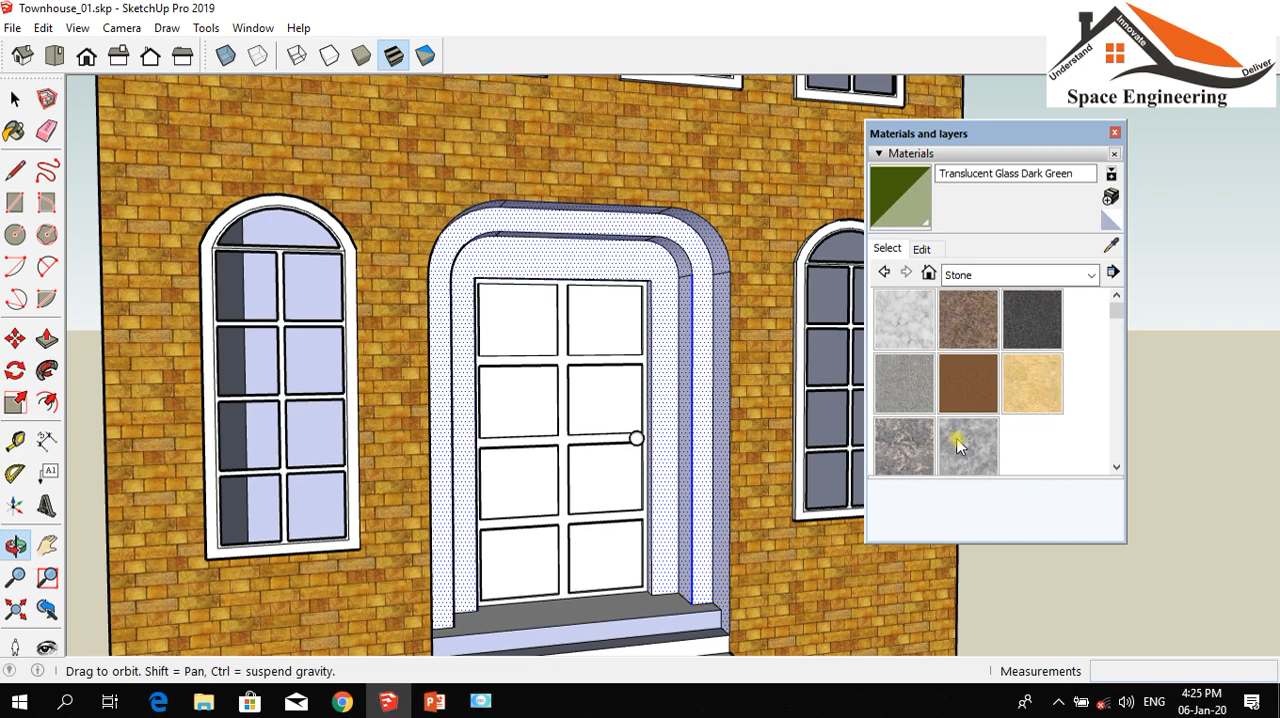 Townhouse_01.skp - SketchUp Pro 2019
File Edit View Camera Draw Tools Window Help
Understand Innovate Deliver
Space Engineering
Materials and layers
Materials
Translucent Glass Dark Green
Select Edit
Stone
A1
Drag to orbit. Shift = Pan, Ctrl = suspend gravity.
Measurements
ENG
4:25 PM
06-Jan-20